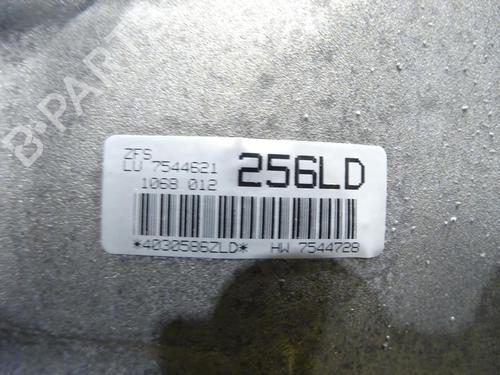 B-PARTS
ZFS
LU 7544621
1068 012
256LD
*4030586ZLD* HW 7544728